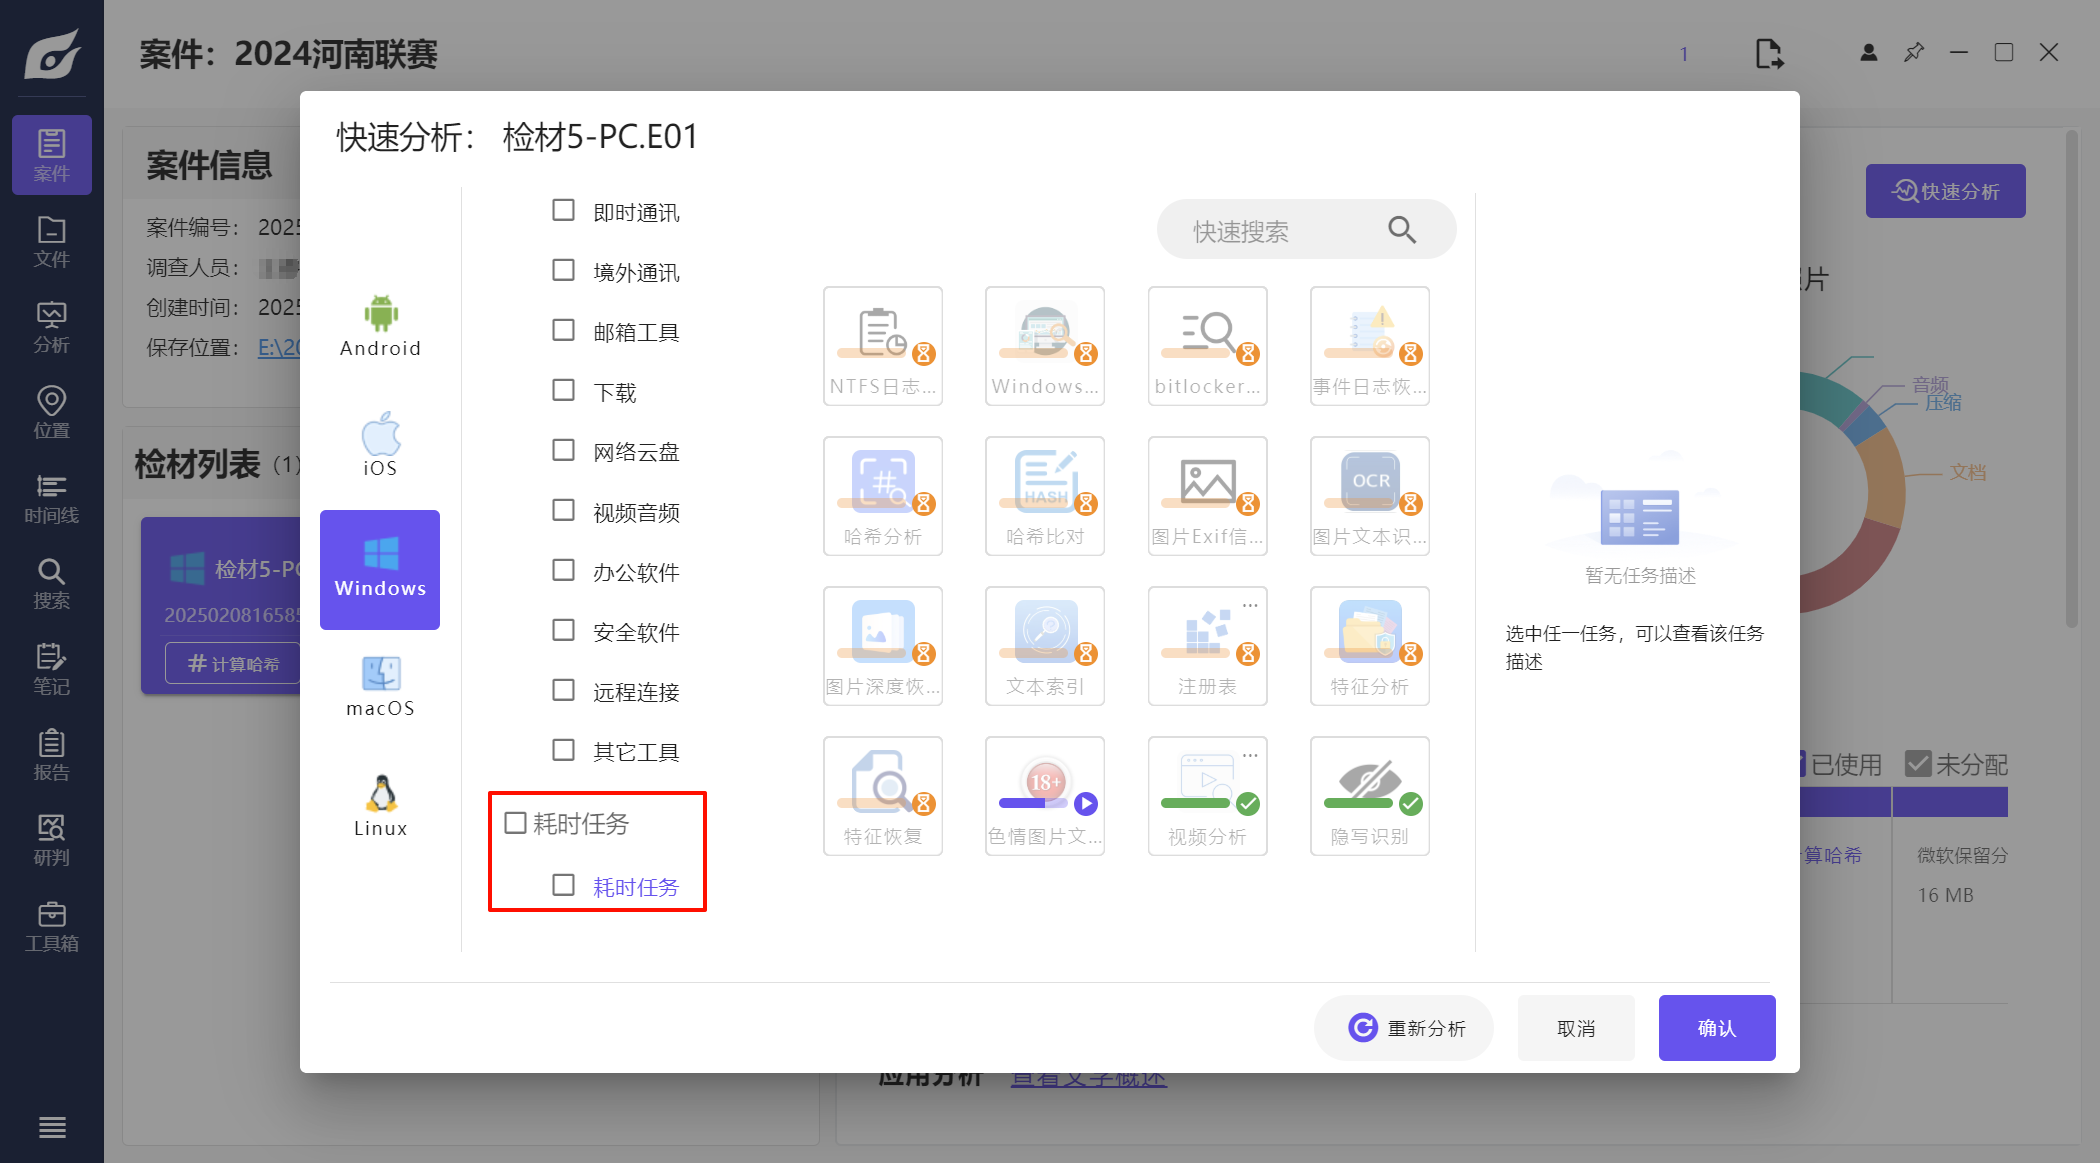 案件：2024河南联赛
1
案件
文件
分析
位置
时间线
搜索
笔记
报告
研判
工具箱
案件信息
案件编号： 2025
调查人员：
创建时间： 2025
保存位置： E:\20
检材列表（1）
检材5-PC
2025020816585
# 计算哈希
快速分析： 检材5-PC.E01
Android
iOS
Windows
macOS
Linux
即时通讯
境外通讯
邮箱工具
下载
网络云盘
视频音频
办公软件
安全软件
远程连接
其它工具
耗时任务
耗时任务
快速搜索
NTFS日志...
Windows...
bitlocker...
事件日志恢...
#
HASH
OCR
哈希分析
哈希比对
图片Exif信...
图片文本识...
图片深度恢...
文本索引
注册表
特征分析
18+
特征恢复
色情图片文...
视频分析
隐写识别
暂无任务描述
选中任一任务，可以查看该任务
描述
重新分析
取消
确认
快速分析
片
音频
压缩
文档
已使用
未分配
算哈希
微软保留分
16 MB
应用分析
查看文字概述